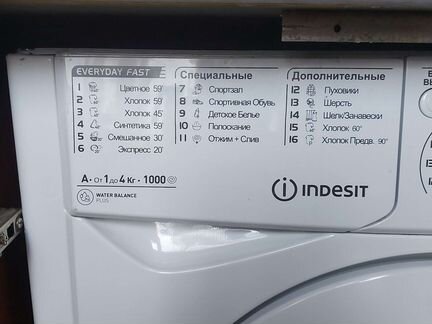 EVERYDAY FAST
1 Цветное 59'
2 Хлопок 59'
3 Хлопок 45'
4 Синтетика 59'
5 Смешанное 30'
6 Экспресс 20'
Специальные
7 Спортзал
8 Спортивная Обувь
9 Детское Белье
10 Полоскание
11 Отжим + Слив
Дополнительные
12 Пуховики
13 Шерсть
14 Шелк/Занавески
15 Хлопок 60°
16 Хлопок Предв. 90°
A• От 1 до 4 Кг • 1000
WATER BALANCE
PLUS
INDESIT